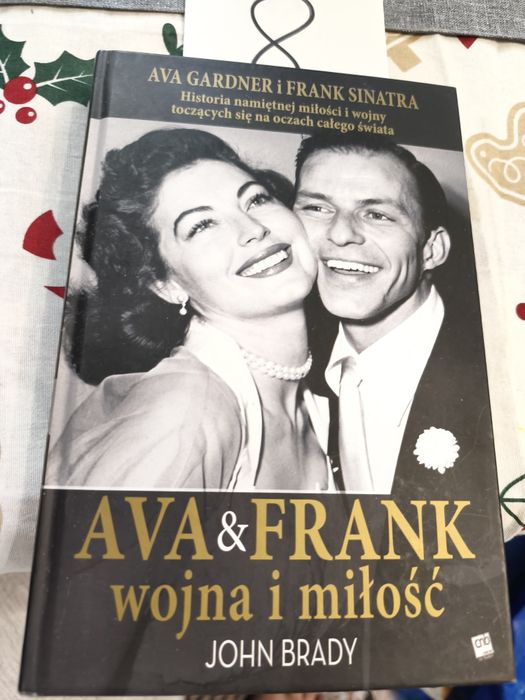 AVA GARDNER i FRANK SINATRA
Historia namiętnej miłości i wojny
toczących się na oczach całego świata
AVA & FRANK
wojna i miłość
JOHN BRADY